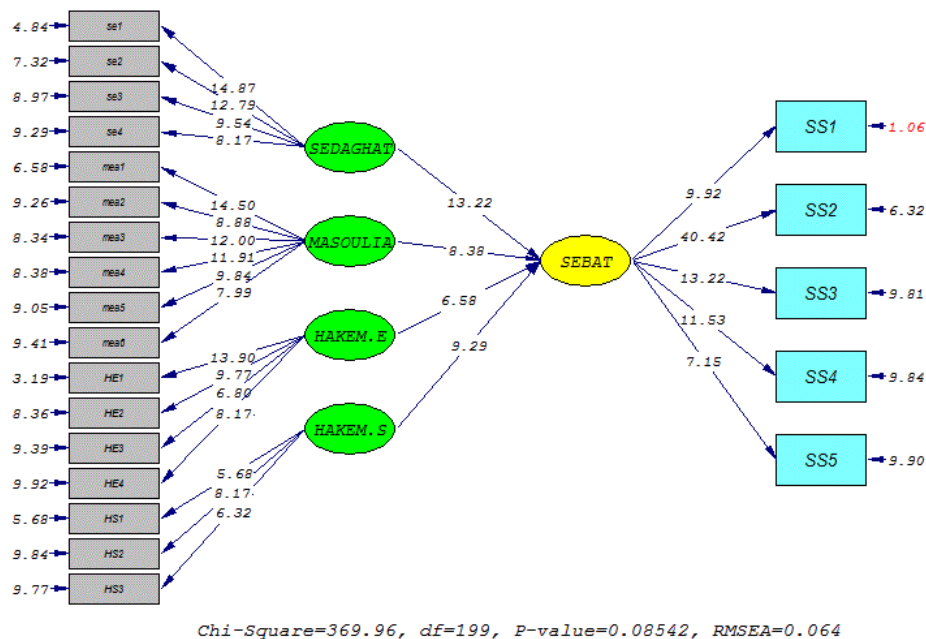 4.84 se1
7.32 se2
8.97 se3
9.29 se4
6.58 mea1
9.26 mea2
8.34 mea3
8.38 mea4
9.05 mea5
9.41 mea6
3.19 HE1
8.36 HE2
9.39 HE3
9.92 HE4
5.68 HS1
9.84 HS2
9.77 HS3
14.87
12.79
9.54
8.17
14.50
8.88
12.00
11.91
9.84
7.99
13.90
9.77
6.80
8.17
5.68
8.17
6.32
SEDAGHAT
MASOULIA
HAKEM.E
HAKEM.S
13.22
8.38
6.58
9.29
SEBAT
9.92
40.42
13.22
11.53
7.15
SS1 1.06
SS2 6.32
SS3 9.81
SS4 9.84
SS5 9.90
Chi-Square=369.96, df=199, P-value=0.08542, RMSEA=0.064